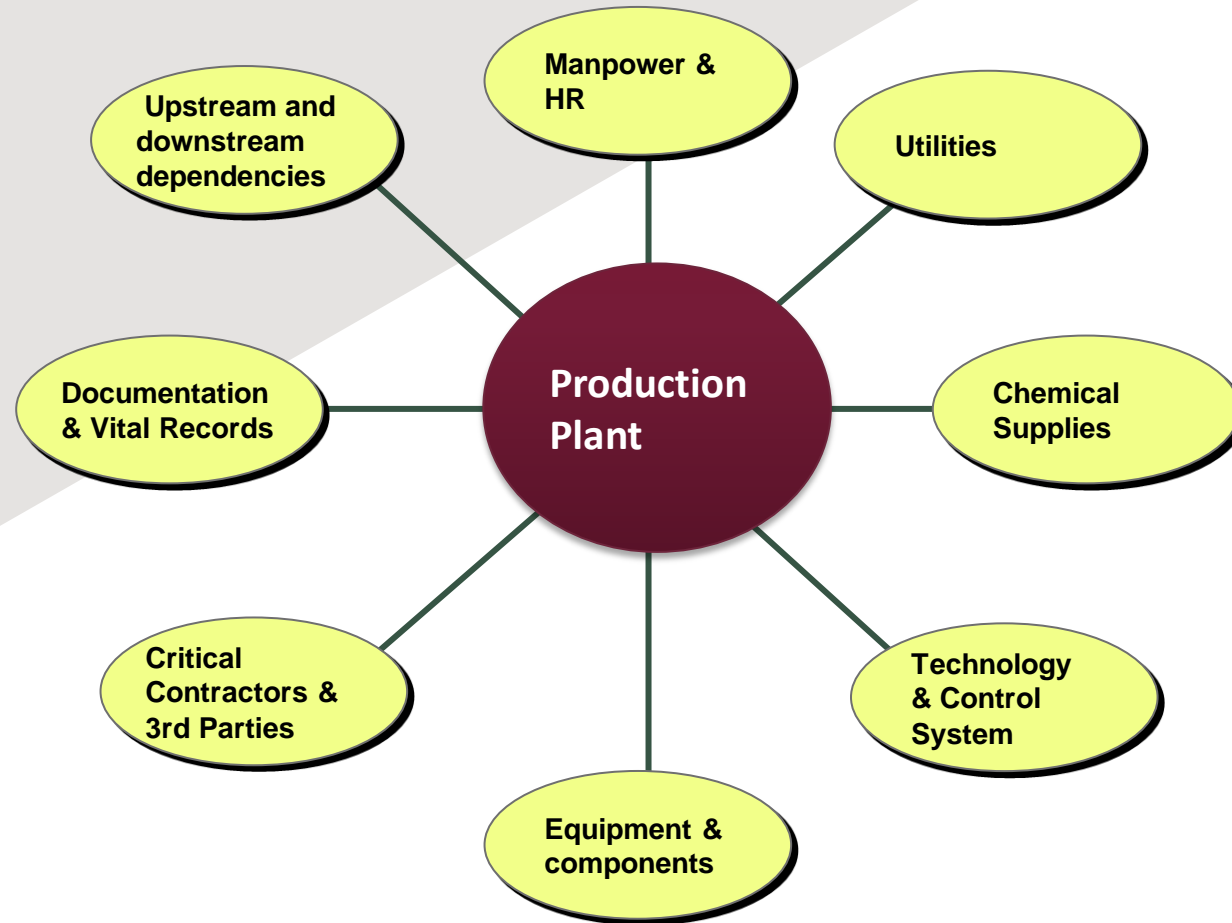 Manpower &
HR
Upstream and
downstream
dependencies
Utilities
Production
Plant
Documentation
& Vital Records
Chemical
Supplies
Critical
Contractors &
3rd Parties
Technology
& Control
System
Equipment &
components